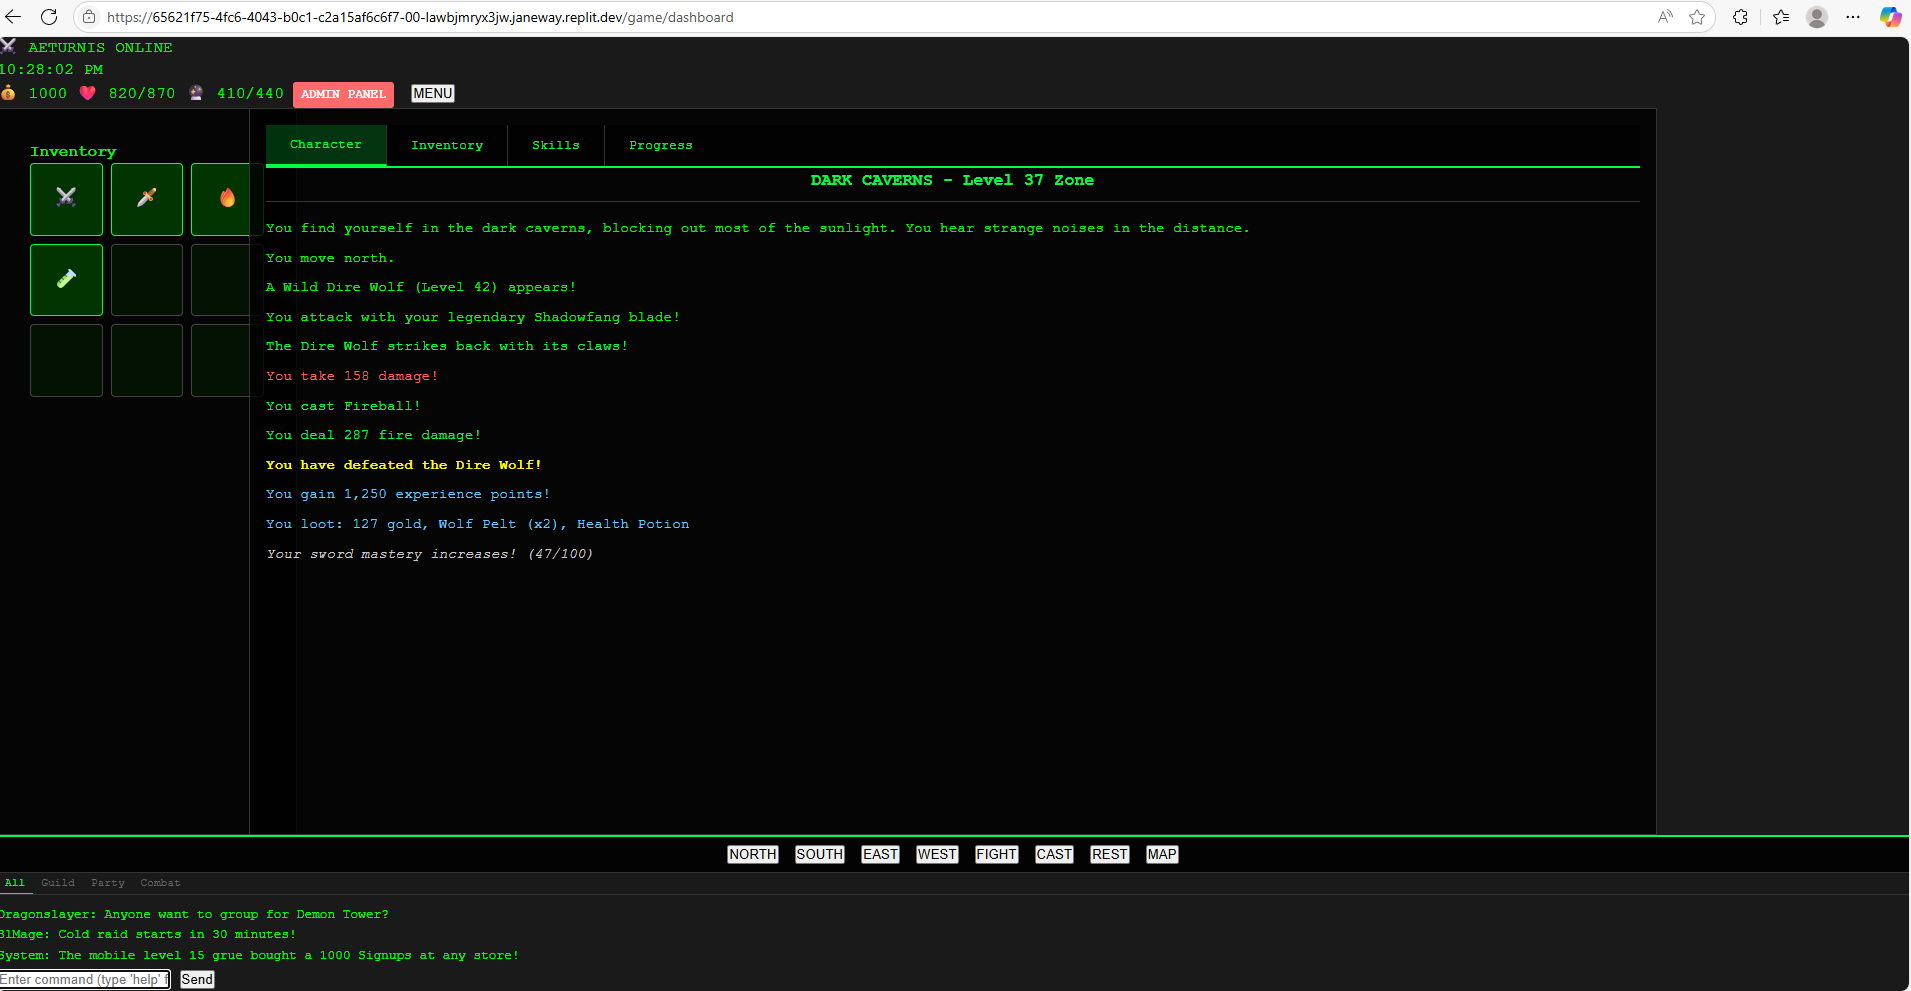 https://65621f75-4fc6-4043-b0c1-c2a15af6c6f7-00-lawbjmryx3jw.janeway.replit.dev/game/dashboard
AETURNIS ONLINE
10:28:02 PM
1000 820/870 410/440 ADMIN PANEL MENU
Inventory
Character Inventory Skills Progress
DARK CAVERNS - Level 37 Zone
You find yourself in the dark caverns, blocking out most of the sunlight. You hear strange noises in the distance.
You move north.
A Wild Dire Wolf (Level 42) appears!
You attack with your legendary Shadowfang blade!
The Dire Wolf strikes back with its claws!
You take 158 damage!
You cast Fireball!
You deal 287 fire damage!
You have defeated the Dire Wolf!
You gain 1,250 experience points!
You loot: 127 gold, Wolf Pelt (x2), Health Potion
Your sword mastery increases! (47/100)
NORTH SOUTH EAST WEST FIGHT CAST REST MAP
All Guild Party Combat
Dragonslayer: Anyone want to group for Demon Tower?
ElMage: Cold raid starts in 30 minutes!
System: The mobile level 15 grue bought a 1000 Signups at any store!
Enter command (type 'help' f Send